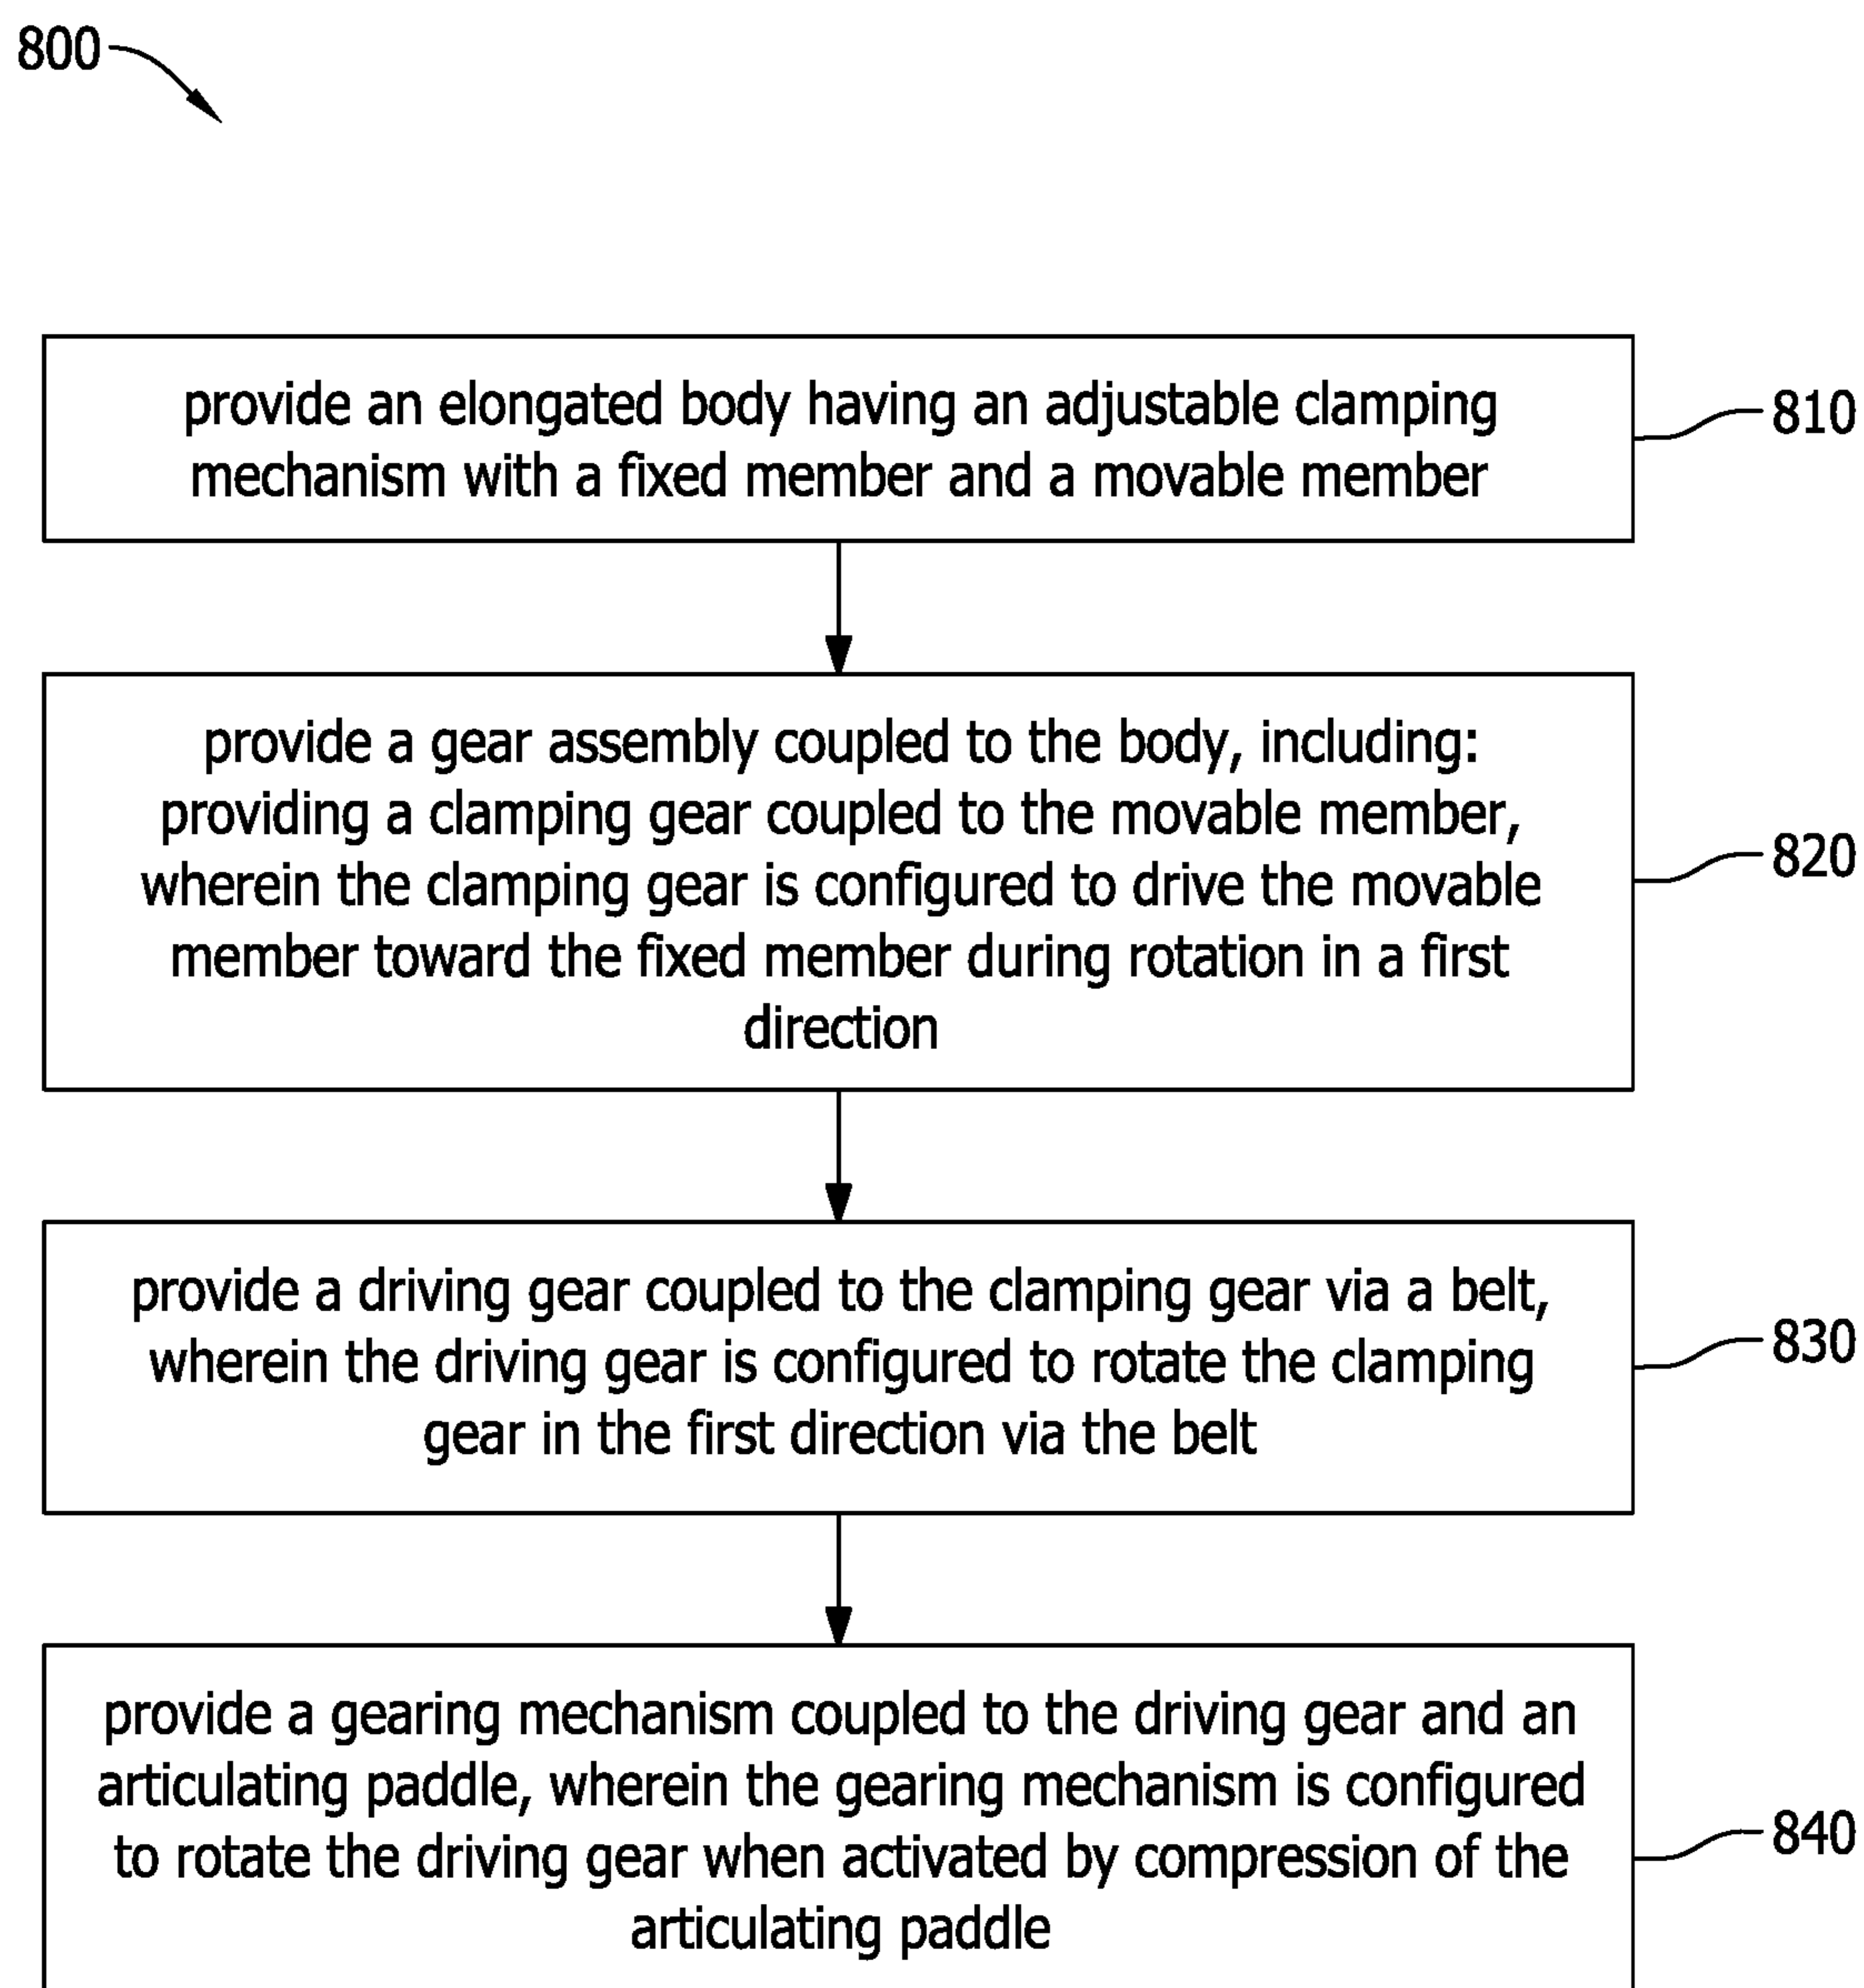 800
provide an elongated body having an adjustable clamping
mechanism with a fixed member and a movable member
810
provide a gear assembly coupled to the body, including:
providing a clamping gear coupled to the movable member,
wherein the clamping gear is configured to drive the movable
member toward the fixed member during rotation in a first
direction
820
provide a driving gear coupled to the clamping gear via a belt,
wherein the driving gear is configured to rotate the clamping
gear in the first direction via the belt
830
provide a gearing mechanism coupled to the driving gear and an
articulating paddle, wherein the gearing mechanism is configured
to rotate the driving gear when activated by compression of the
articulating paddle
840